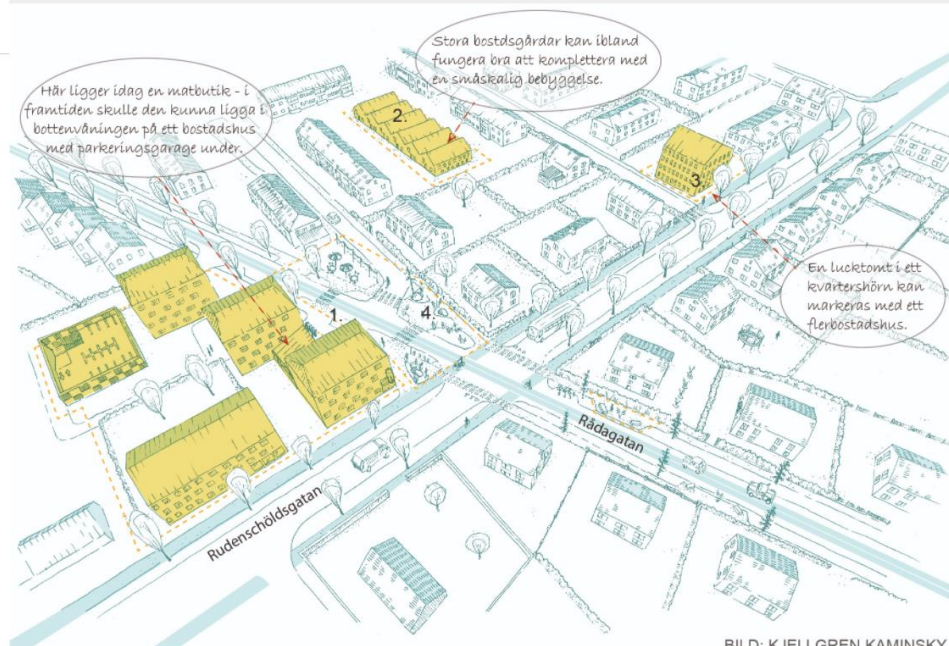 Stora bostdsgårdar kan ibland
fungera bra att komplettera med
en småskalig bebyggelse.
Här ligger idag en matbutik - i
framtiden skulle den kunna ligga i
bottenvåningen på ett bostadshus
med parkeringsgarage under.
2.
3.
En lucktomt i ett
kvartershörn kan
markeras med ett
flerbostadshus.
1.
4.
Rådagatan
Rudenschöldsgatan
BILD: KJELLGREN KAMINSKY